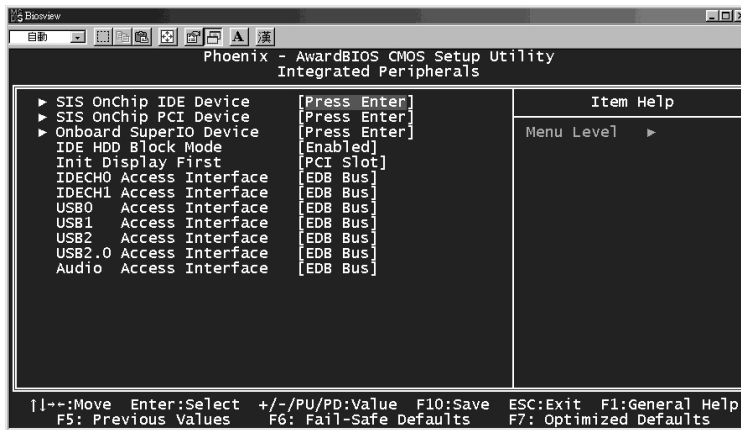 Biosview
自動 A 漢
Phoenix - AwardBIOS CMOS Setup Utility
Integrated Peripherals
▶ SIS OnChip IDE Device [Press Enter]
▶ SIS OnChip PCI Device [Press Enter]
▶ Onboard SuperIO Device [Press Enter]
IDE HDD Block Mode [Enabled]
Init Display First [PCI Slot]
IDECH0 Access Interface [EDB Bus]
IDECH1 Access Interface [EDB Bus]
USB0 Access Interface [EDB Bus]
USB1 Access Interface [EDB Bus]
USB2 Access Interface [EDB Bus]
USB2.0 Access Interface [EDB Bus]
Audio Access Interface [EDB Bus]
Item Help
Menu Level ▶
↑↓→←:Move Enter:Select +/-/PU/PD:Value F10:Save ESC:Exit F1:General Help
F5: Previous Values F6: Fail-Safe Defaults F7: Optimized Defaults